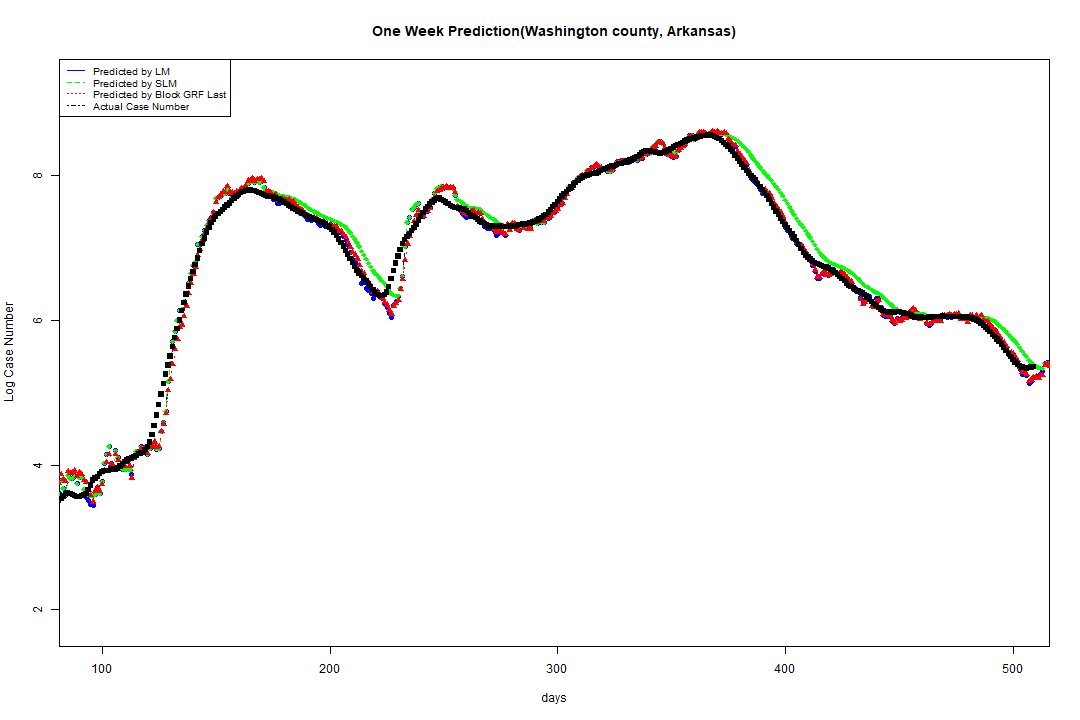 One Week Prediction(Washington county, Arkansas)
Predicted by LM
Predicted by SLM
Predicted by Block GRF Last
Actual Case Number
Log Case Number
8
6
4
2
100 200 300 400 500
days